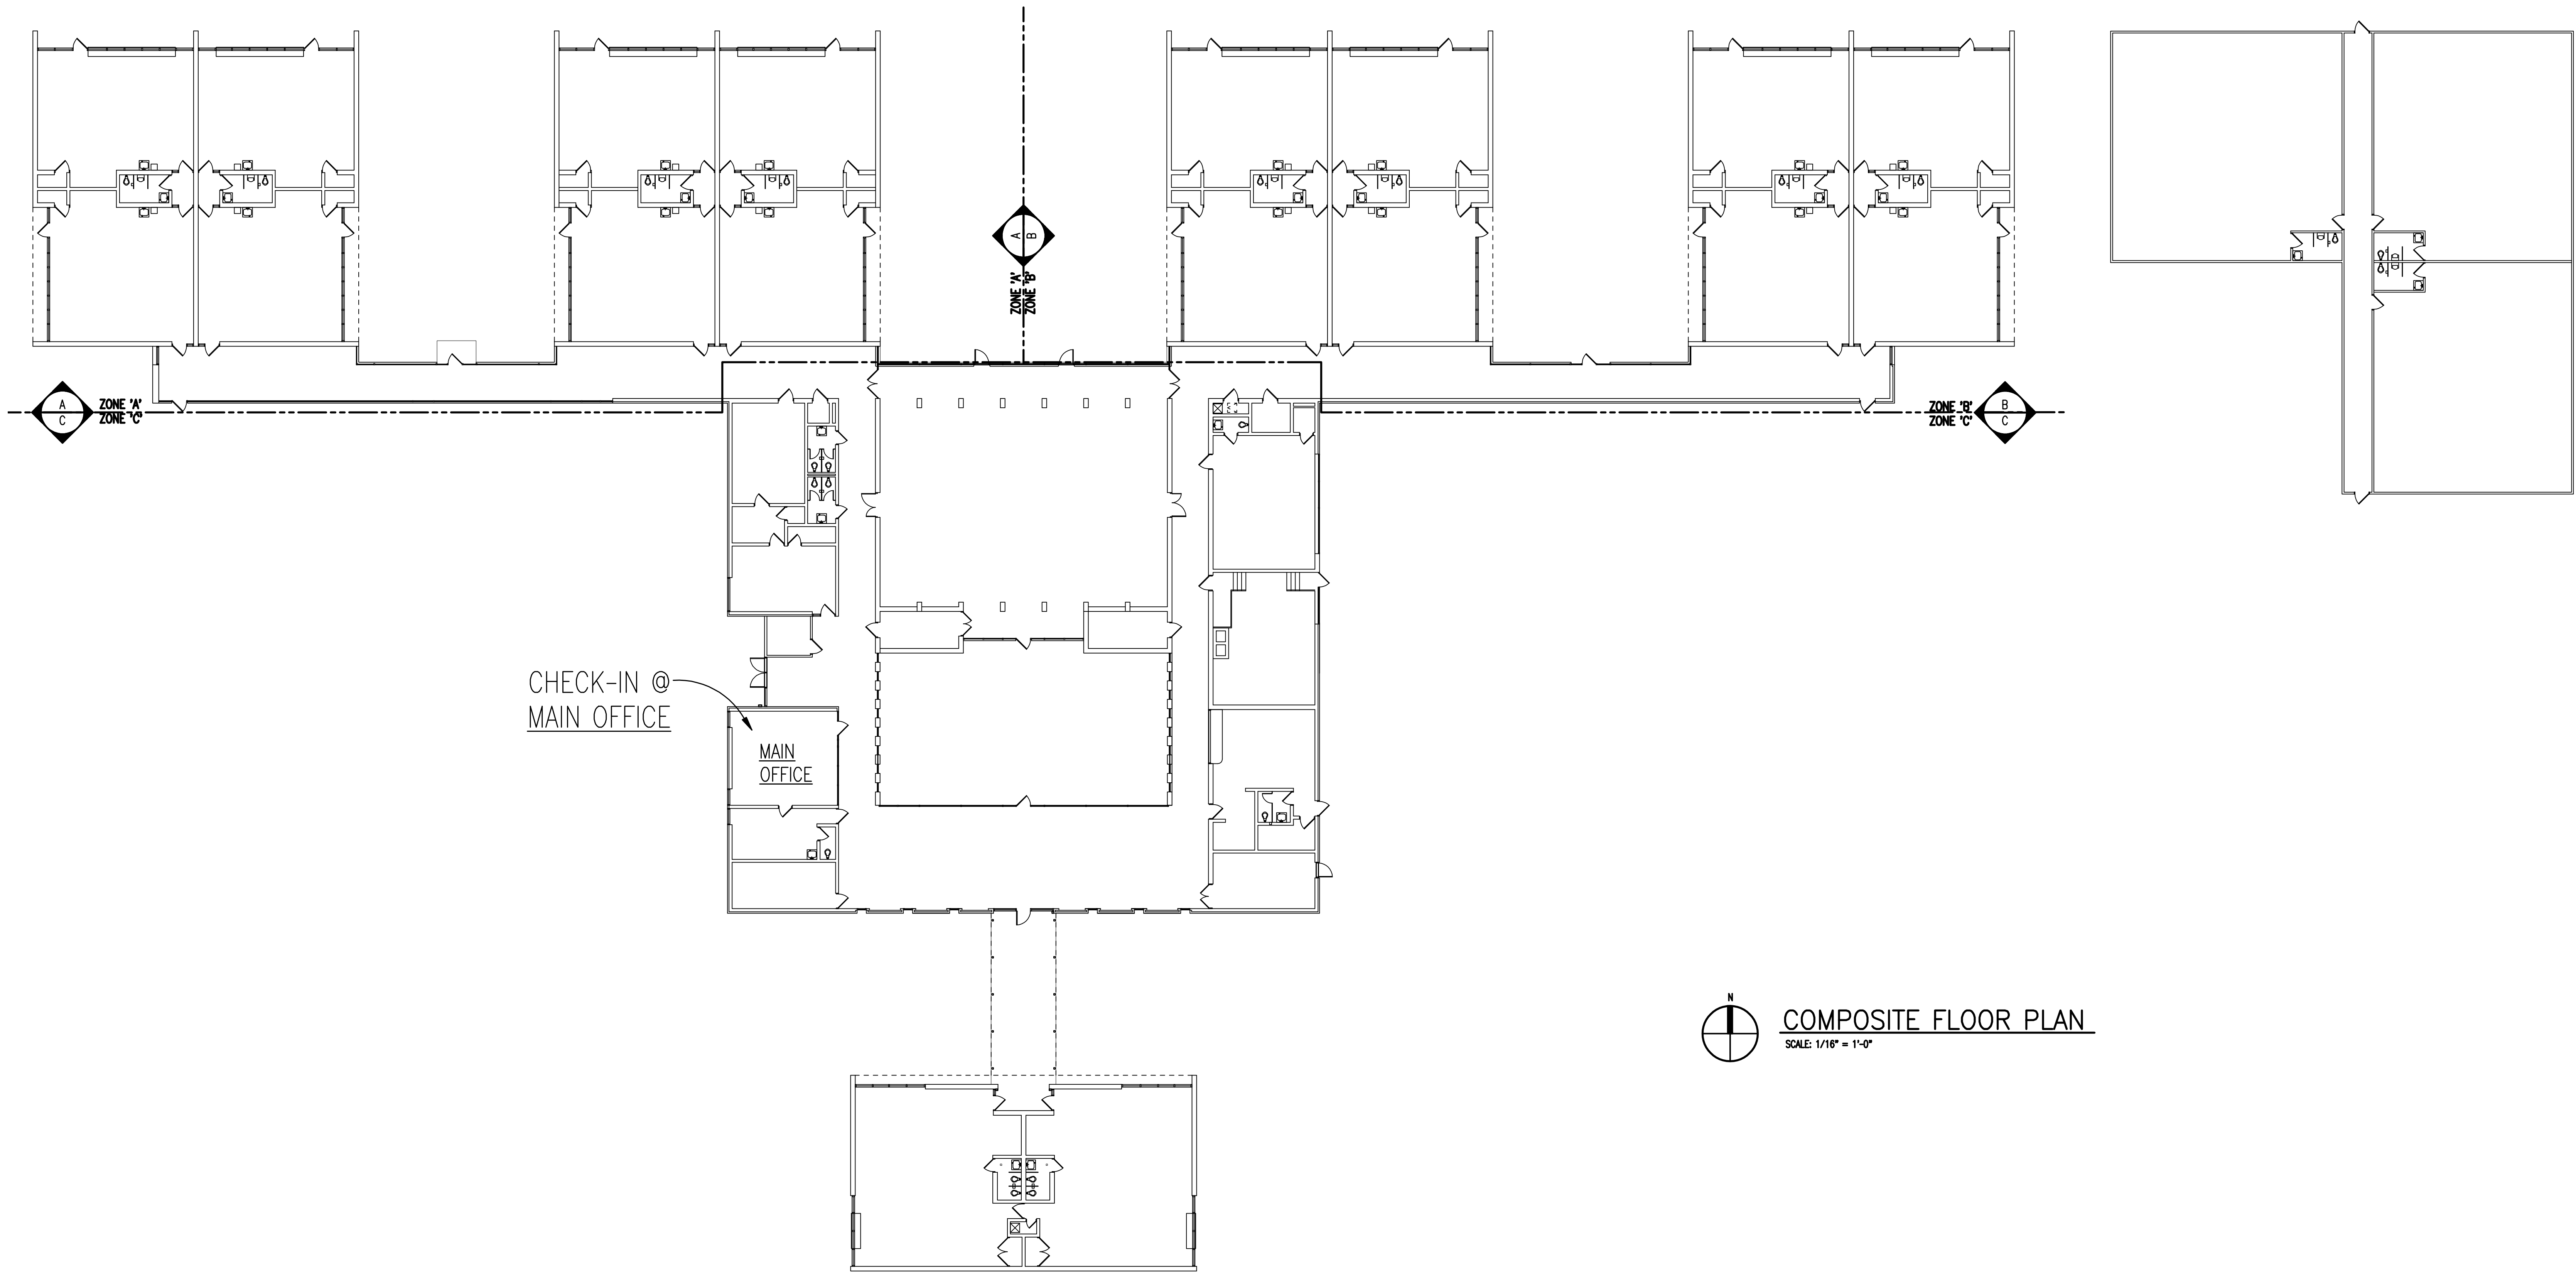 A
B
ZONE 'A'
ZONE 'B'
A
C
ZONE 'A'
ZONE 'C'
ZONE 'B'
ZONE 'C'
B
C
CHECK-IN @
MAIN OFFICE
MAIN
OFFICE
N
COMPOSITE FLOOR PLAN
SCALE: 1/16" = 1'-0"